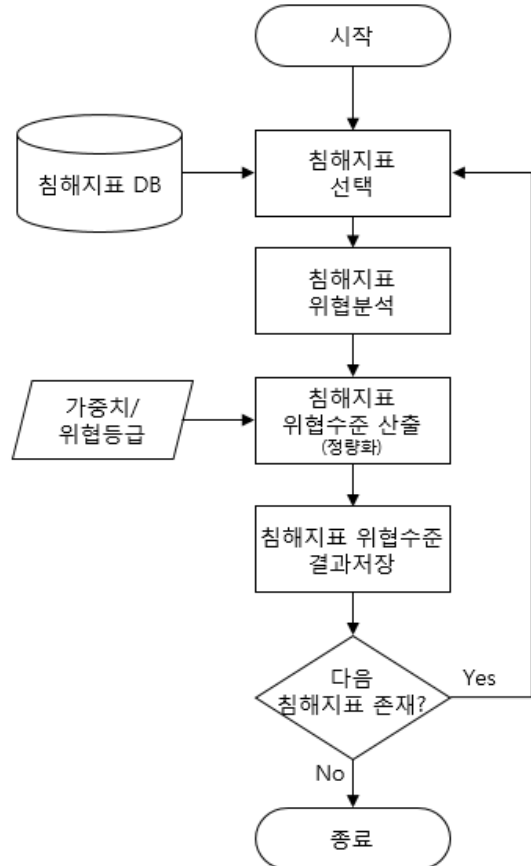 시작
침해지표 DB
침해지표
선택
침해지표
위협분석
가중치/
위협등급
침해지표
위협수준 산출
(정량화)
침해지표 위협수준
결과저장
다음
침해지표 존재?
Yes
No
종료